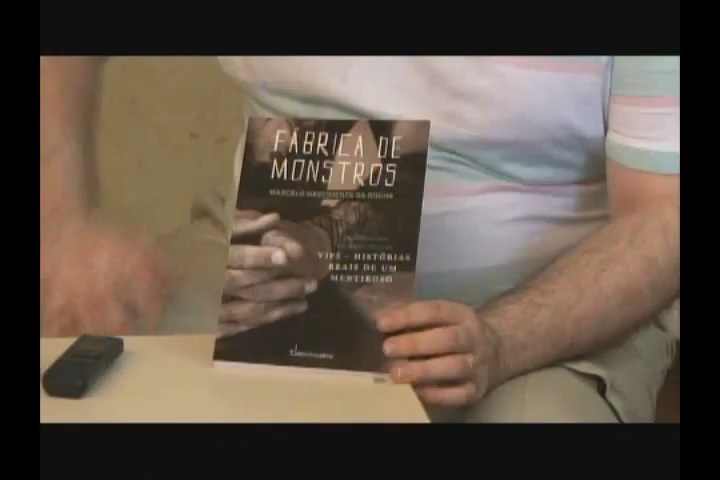 FÁBRICA DE
MONSTROS
MARCELO NASCIMENTO DA ROCHA
VIPS - HISTÓRIAS
REAIS DE UM
MENTIROSO